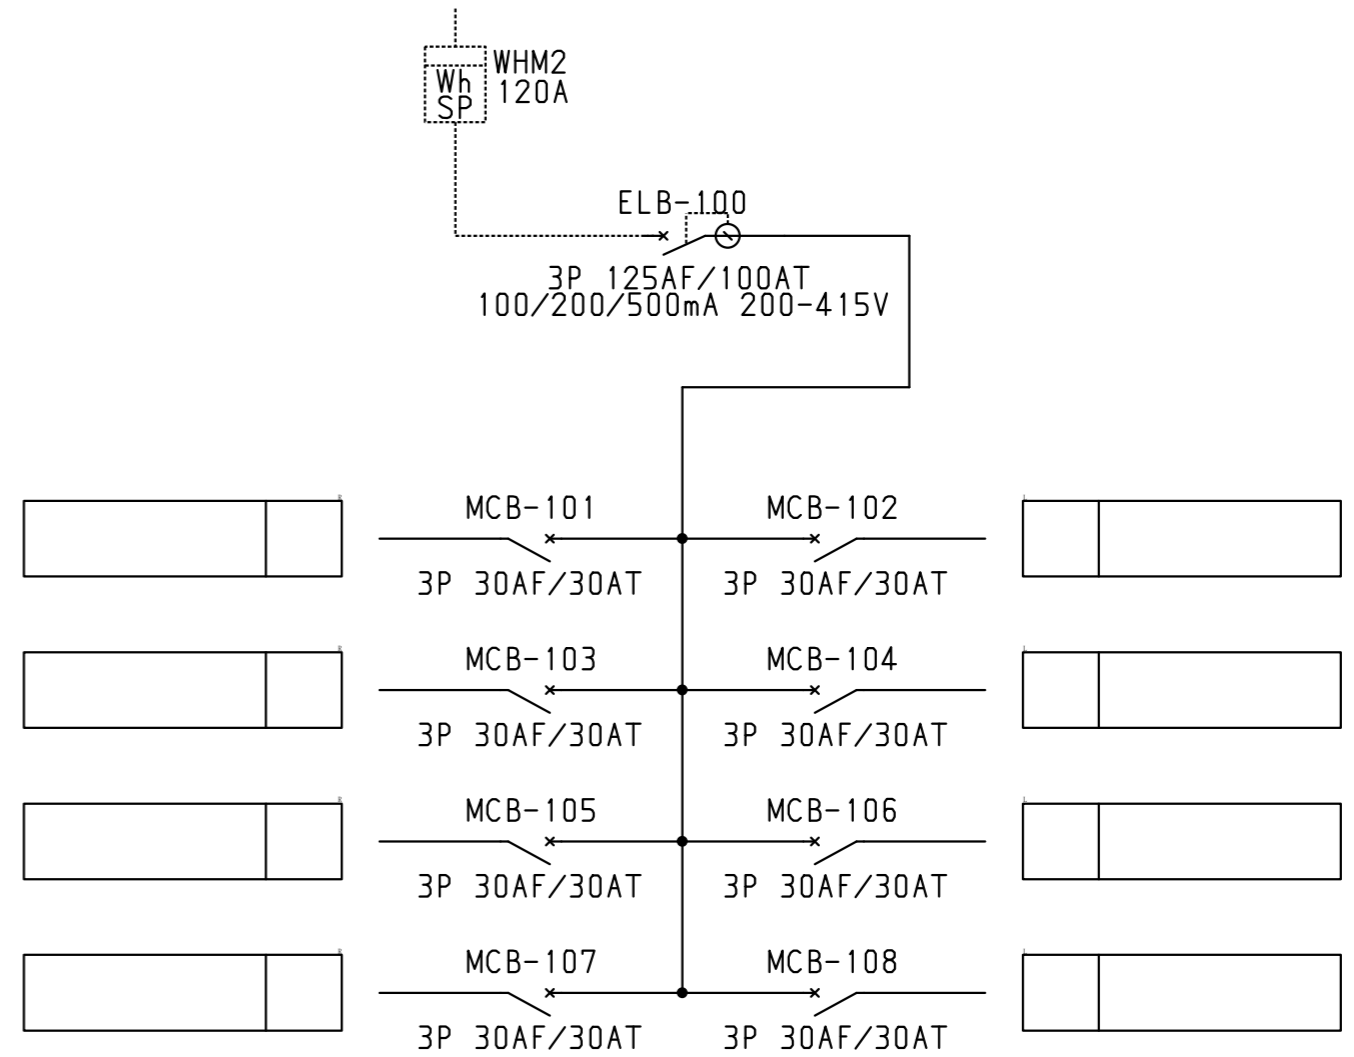 WHM2
120A
Wh
SP
ELB-100
3P 125AF/100AT
100/200/500mA 200-415V
MCB-101 MCB-102
3P 30AF/30AT 3P 30AF/30AT
MCB-103 MCB-104
3P 30AF/30AT 3P 30AF/30AT
MCB-105 MCB-106
3P 30AF/30AT 3P 30AF/30AT
MCB-107 MCB-108
3P 30AF/30AT 3P 30AF/30AT